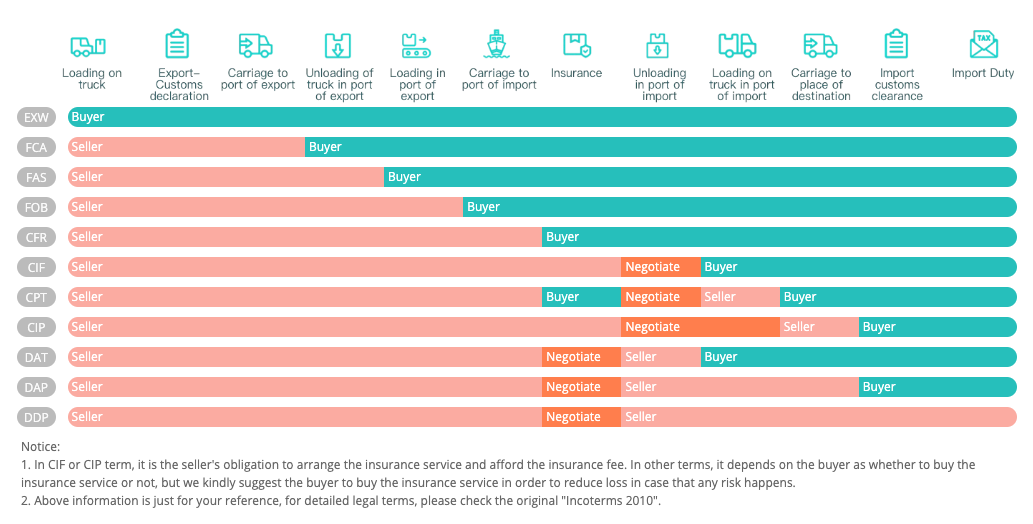 TAX
Loading on truck
Export–Customs declaration
Carriage to port of export
Unloading of truck in port of export
Loading in port of export
Carriage to port of import
Insurance
Unloading in port of import
Loading on truck in port of import
Carriage to place of destination
Import customs clearance
Import Duty
EXW Buyer
FCA Seller Buyer
FAS Seller Buyer
FOB Seller Buyer
CFR Seller Buyer
CIF Seller Negotiate Buyer
CPT Seller Buyer Negotiate Seller Buyer
CIP Seller Negotiate Seller Buyer
DAT Seller Negotiate Seller Buyer
DAP Seller Negotiate Seller Buyer
DDP Seller Negotiate Seller
Notice:
1. In CIF or CIP term, it is the seller's obligation to arrange the insurance service and afford the insurance fee. In other terms, it depends on the buyer as whether to buy the
insurance service or not, but we kindly suggest the buyer to buy the insurance service in order to reduce loss in case that any risk happens.
2. Above information is just for your reference, for detailed legal terms, please check the original "Incoterms 2010".